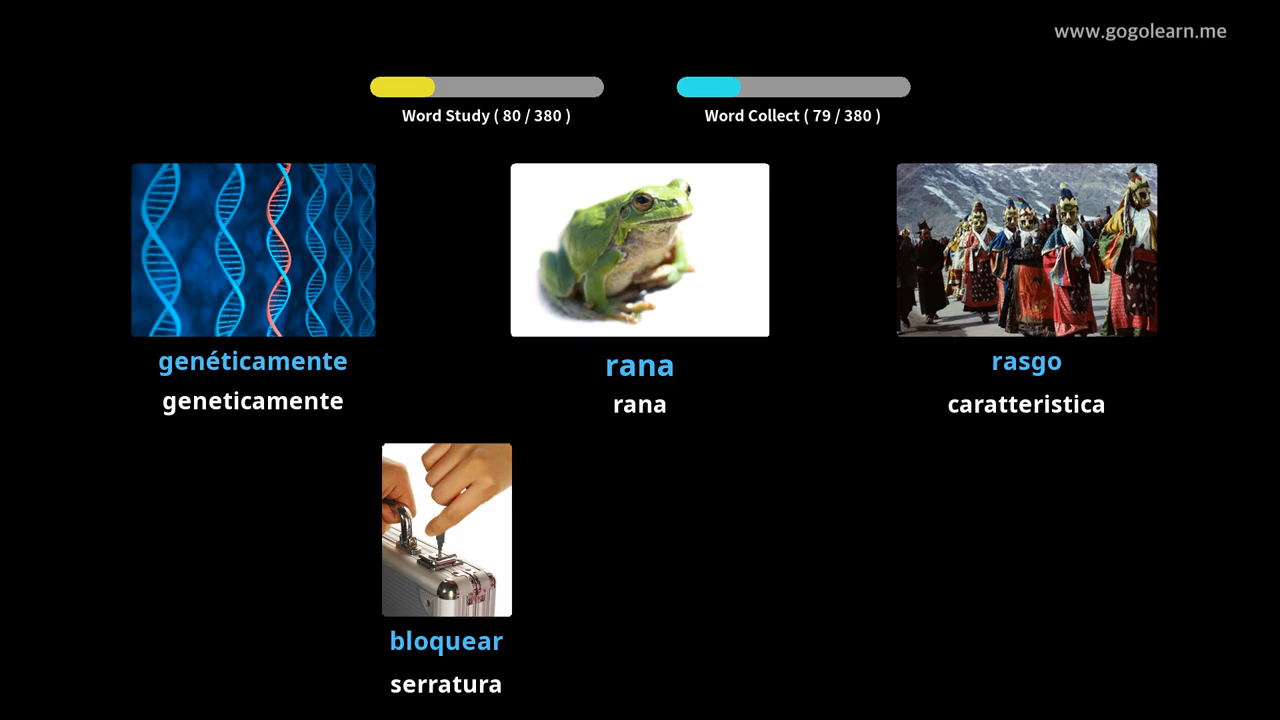 www.gogolearn.me
Word Study ( 80 / 380 )
Word Collect ( 79 / 380 )
genéticamente
geneticamente
rana
rana
rasgo
caratteristica
bloquear
serratura